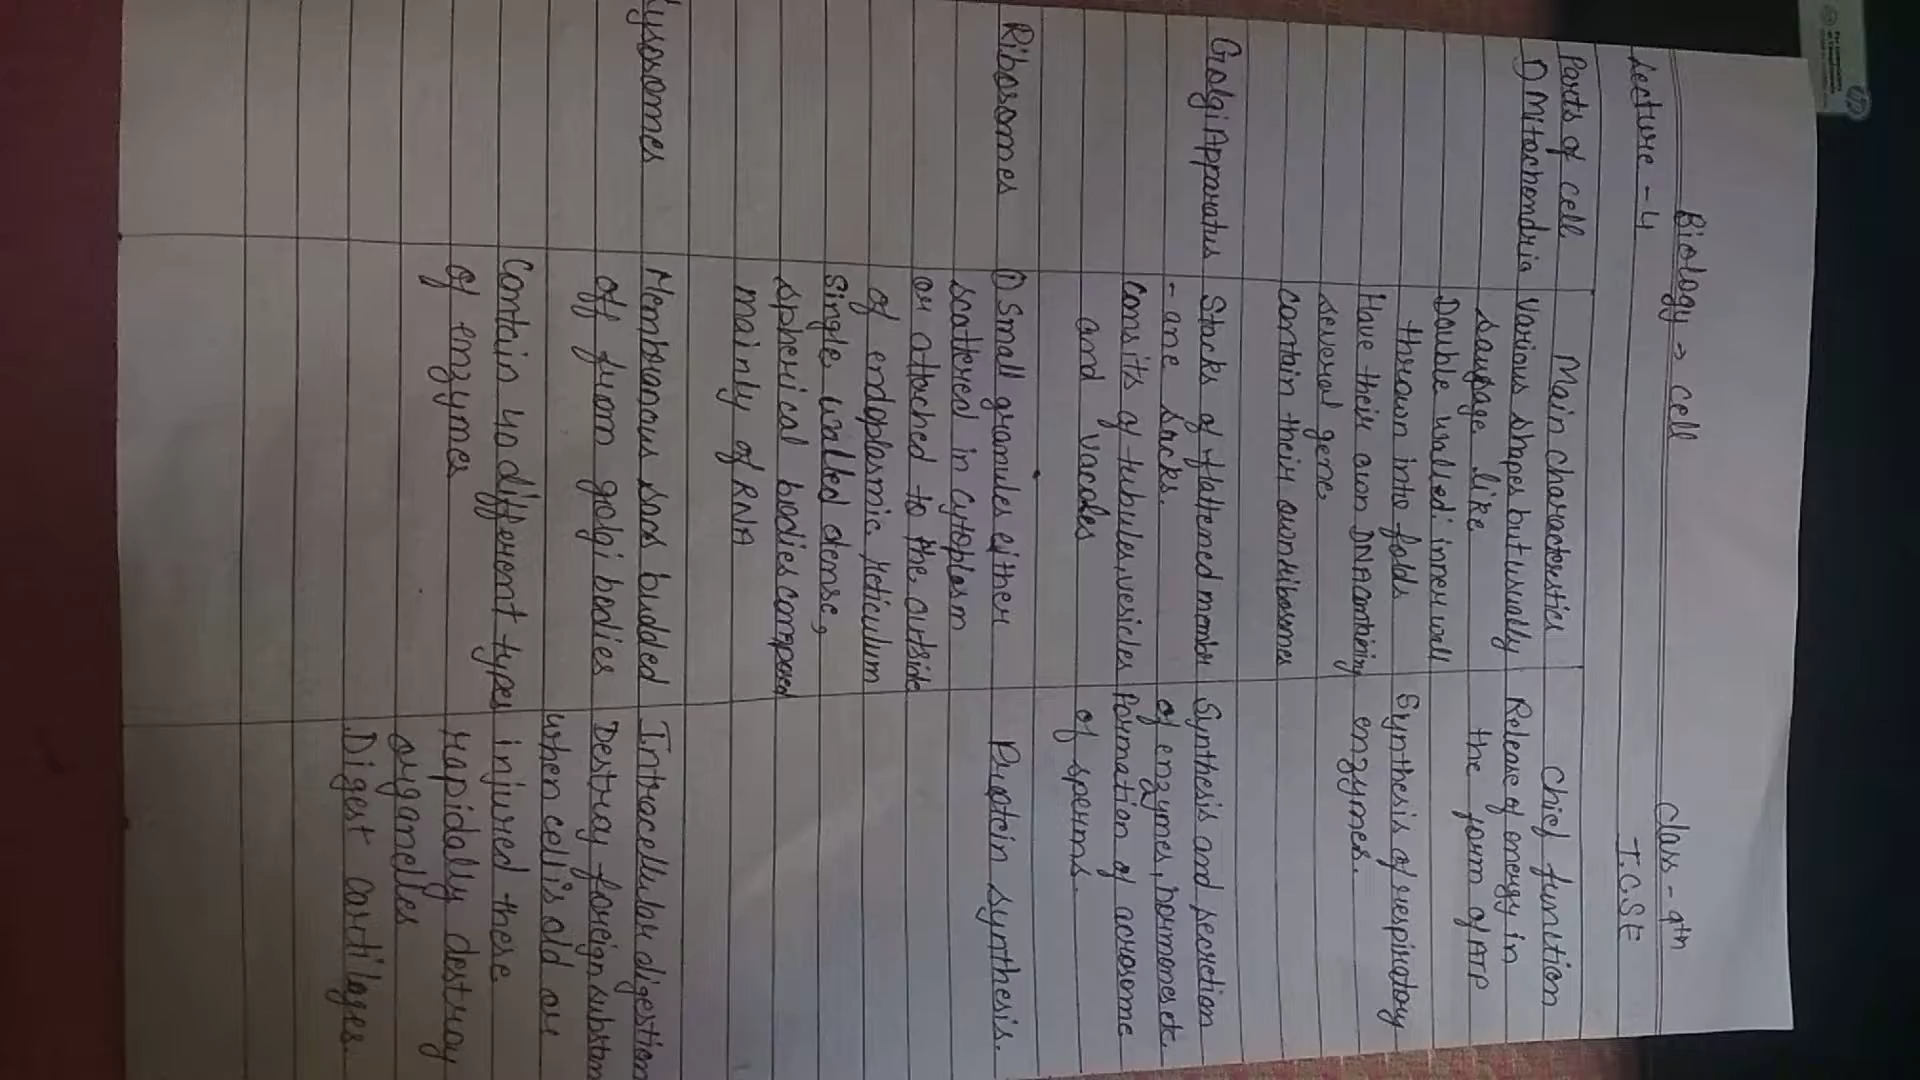 Biology → cell
Class - 9th
Lecture - 4
I.C.S.E
Parts of cell
Main characteristics
Chief function
1) Mitochondria
Various shapes but usually
sausage like
Double walled: inner wall
thrown into folds
Have their own DNA containing
several gene.
Contain their own ribosomes
Release of energy in
the form of ATP
Synthesis of respiratory
enzymes.
Golgi Apparatus
Stacks of flattened membr
- ane sacks.
Consits of tubules, vesicles
and vacoles
Synthesis and secretion
of enzymes, hormones etc.
Formation of acrosome
of sperms.
Ribosomes
1) Small granules either
scattered in cytoplasm
or attached to the outside
of endoplasmic reticulum
Single walled dense,
spherical bodies composed
mainly of RNA
Protein synthesis.
Lysosomes
Membranous sacs budded
of from golgi bodies
Contain 40 different types
of enzymes
Intracellular digestion
Destroy foreign substan
when cell is old or
injured these
rapidally destroy
organelles
Digest cartilages.